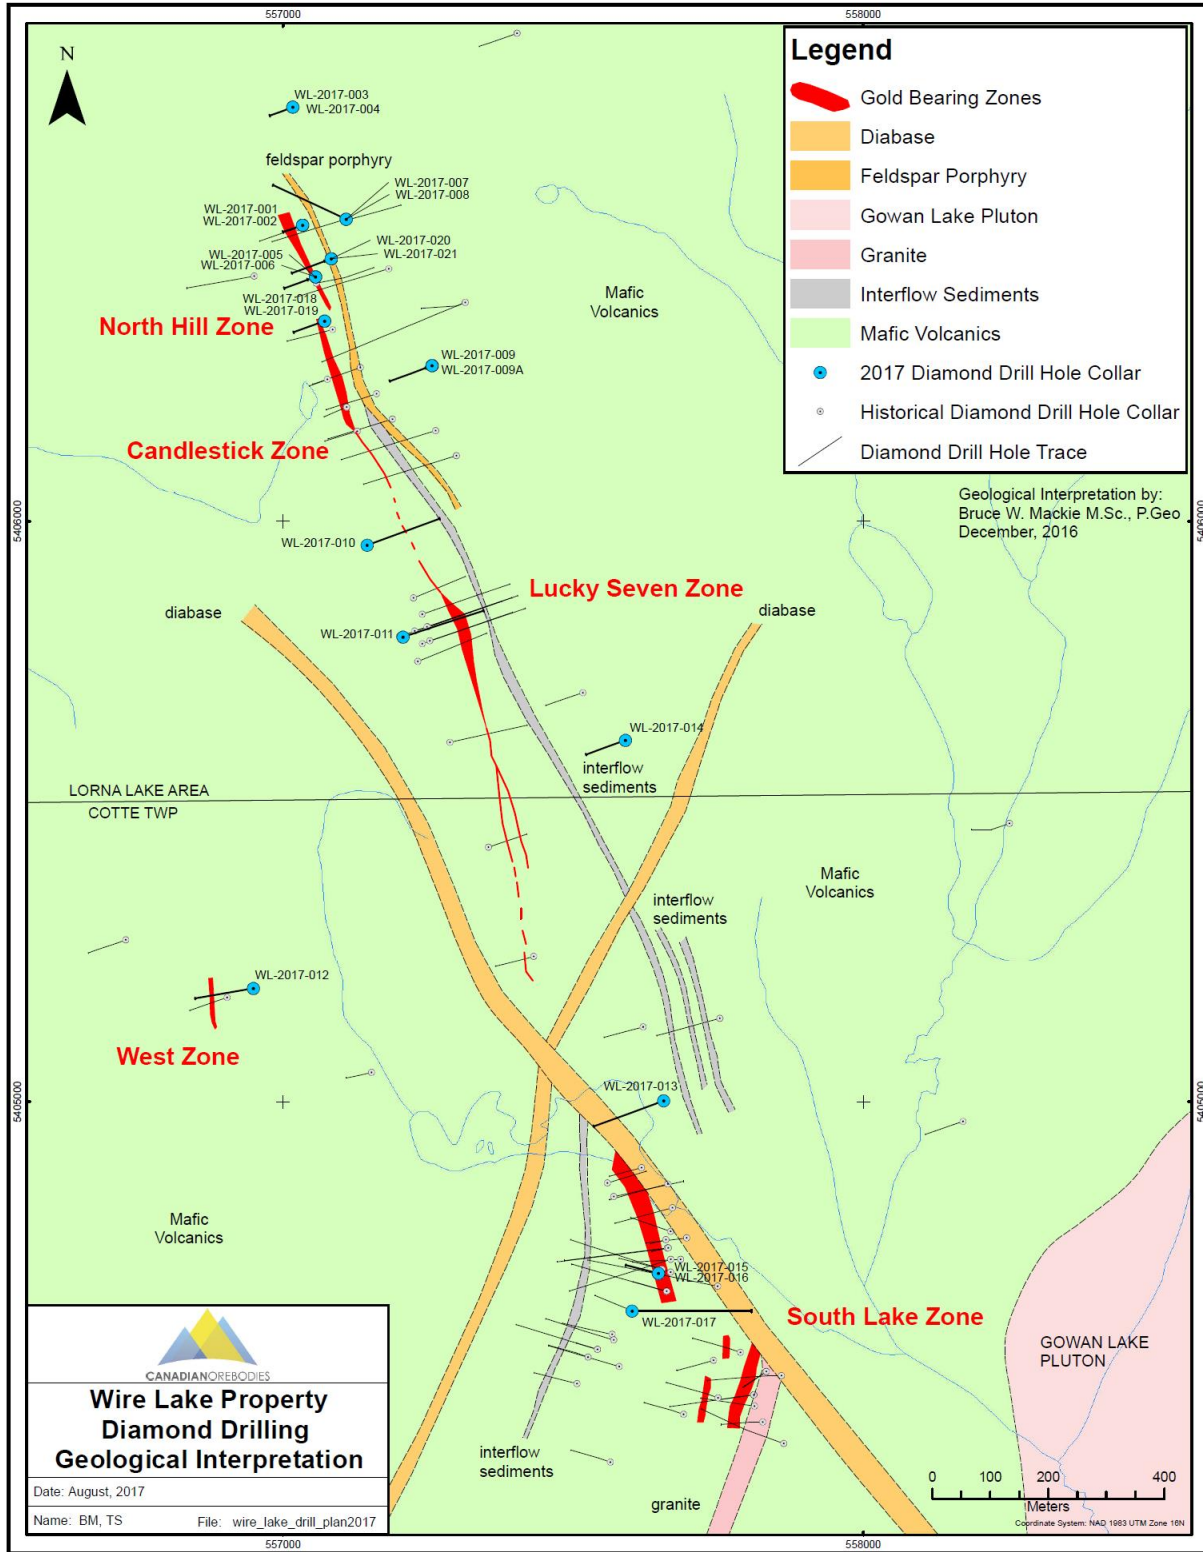 557000
558000
N
WL-2017-003
WL-2017-004
feldspar porphyry
WL-2017-007
WL-2017-008
WL-2017-001
WL-2017-002
WL-2017-020
WL-2017-021
WL-2017-005
WL-2017-006
WL-2017-018
WL-2017-019
North Hill Zone
Mafic
Volcanics
WL-2017-009
WL-2017-009A
Candlestick Zone
Legend
Gold Bearing Zones
Diabase
Feldspar Porphyry
Gowan Lake Pluton
Granite
Interflow Sediments
Mafic Volcanics
2017 Diamond Drill Hole Collar
Historical Diamond Drill Hole Collar
Diamond Drill Hole Trace
Geological Interpretation by:
Bruce W. Mackie M.Sc., P.Geo
December, 2016
5406000
5406000
WL-2017-010
Lucky Seven Zone
diabase
diabase
WL-2017-011
WL-2017-014
interflow
sediments
LORNA LAKE AREA
COTTE TWP
Mafic
Volcanics
interflow
sediments
WL-2017-012
West Zone
WL-2017-013
5405000
5405000
Mafic
Volcanics
WL-2017-015
WL-2017-016
WL-2017-017
South Lake Zone
GOWAN LAKE
PLUTON
interflow
sediments
granite
CANADIANOREBODIES
Wire Lake Property
Diamond Drilling
Geological Interpretation
Date: August, 2017
Name: BM, TS
File: wire_lake_drill_plan2017
0 100 200 400
Meters
Coordinate System: NAD 1983 UTM Zone 16N
557000
558000